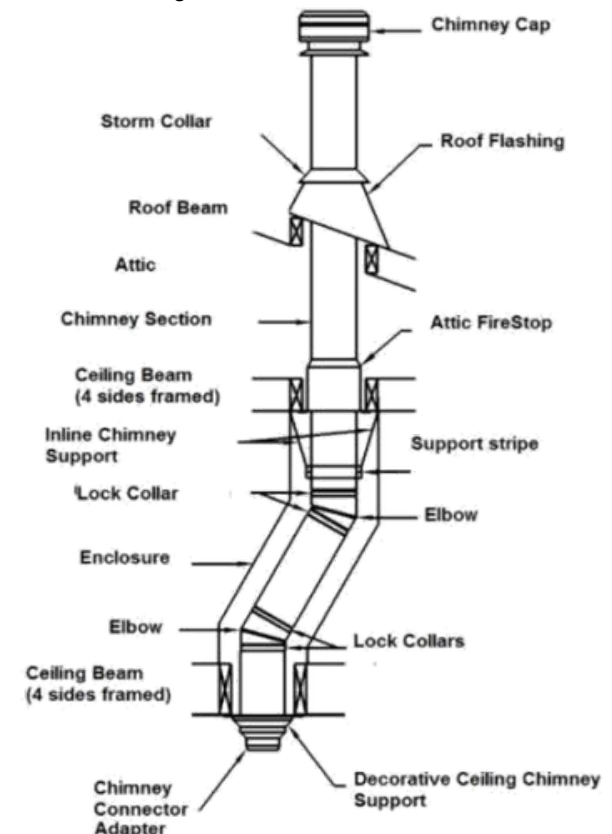 Chimney Cap
Storm Collar
Roof Flashing
Roof Beam
Attic
Chimney Section
Attic FireStop
Ceiling Beam
(4 sides framed)
Inline Chimney
Support
Support stripe
Lock Collar
Elbow
Enclosure
Elbow
Lock Collars
Ceiling Beam
(4 sides framed)
Decorative Ceiling Chimney
Support
Chimney
Connector
Adapter